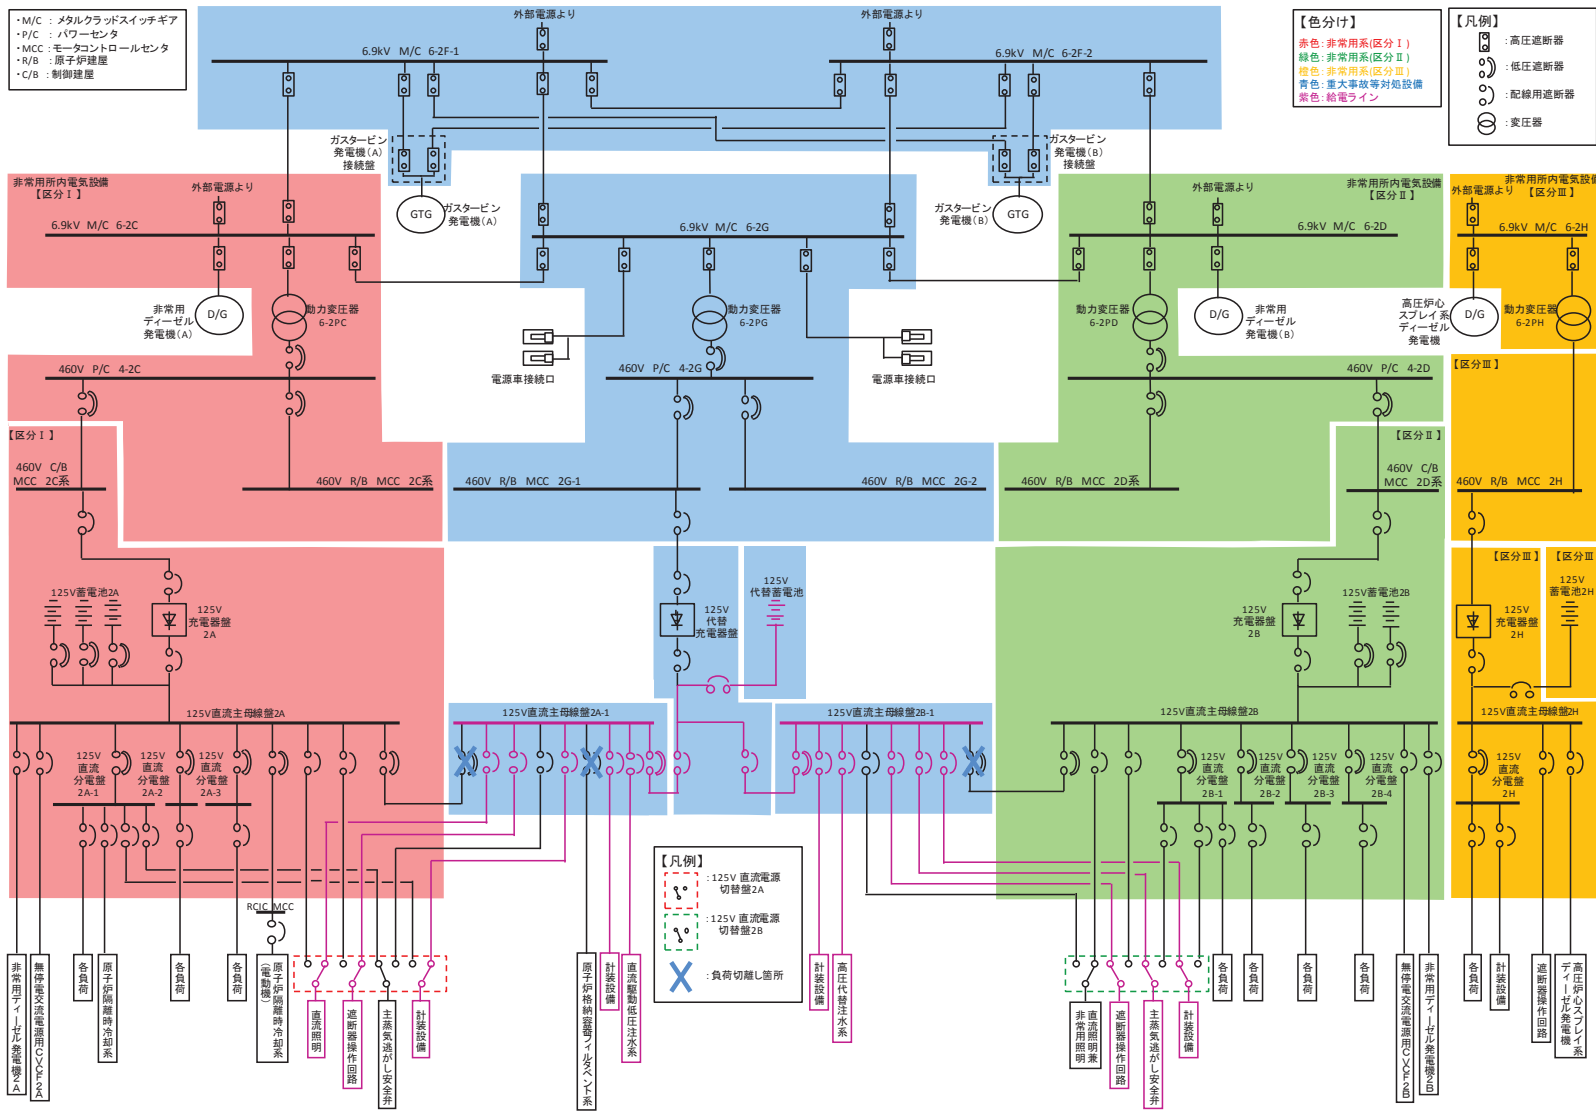 ・M/C ： メタルクラッドスイッチギア
・P/C ： パワーセンタ
・MCC ： モータコントロールセンタ
・R/B ： 原子炉建屋
・C/B ： 制御建屋
外部電源より
外部電源より
6.9kV M/C 6-2F-1
6.9kV M/C 6-2F-2
【色分け】
赤色：非常用系(区分Ⅰ)
緑色：非常用系(区分Ⅱ)
橙色：非常用系(区分Ⅲ)
青色：重大事故等対処設備
紫色：給電ライン
【凡例】
：高圧遮断器
：低圧遮断器
：配線用遮断器
：変圧器
ガスタービン
発電機(A)
接続盤
ガスタービン
発電機(B)
接続盤
GTG
ガスタービン
発電機(A)
ガスタービン
発電機(B)
GTG
非常用所内電気設備
【区分Ⅰ】
外部電源より
6.9kV M/C 6-2C
6.9kV M/C 6-2G
外部電源より
非常用所内電気設備
【区分Ⅱ】
6.9kV M/C 6-2D
非常用所内電気設備
【区分Ⅲ】
外部電源より
6.9kV M/C 6-2H
非常用
ディーゼル
発電機(A)
D/G
動力変圧器
6-2PC
動力変圧器
6-2PG
動力変圧器
6-2PD
D/G
非常用
ディーゼル
発電機(B)
高圧炉心
スプレイ系
ディーゼル
発電機
D/G
動力変圧器
6-2PH
電源車接続口
電源車接続口
460V P/C 4-2C
460V P/C 4-2G
460V P/C 4-2D
【区分Ⅲ】
【区分Ⅰ】
【区分Ⅱ】
460V C/B
MCC 2C系
460V R/B MCC 2C系
460V R/B MCC 2G-1
460V R/B MCC 2G-2
460V R/B MCC 2D系
460V C/B
MCC 2D系
460V R/B MCC 2H
【区分Ⅲ】
【区分Ⅲ
125V蓄電池2A
125V
充電器盤
2A
125V
代替
充電器盤
125V
代替蓄電池
125V
充電器盤
2B
125V蓄電池2B
125V
充電器盤
2H
125V
蓄電池2H
125V直流主母線盤2A
125V直流主母線盤2A-1
125V直流主母線盤2B-1
125V直流主母線盤2B
125V直流主母線盤2H
125V
直流
分電盤
2A-1
125V
直流
分電盤
2A-2
125V
直流
分電盤
2A-3
125V
直流
分電盤
2B-1
125V
直流
分電盤
2B-2
125V
直流
分電盤
2B-3
125V
直流
分電盤
2B-4
125V
直流
分電盤
2H
【凡例】
：125V 直流電源
切替盤2A
：125V 直流電源
切替盤2B
：負荷切離し箇所
RCIC MCC
非常用ディーゼル発電機2A
無停電交流電源用CVCF2A
各負荷
原子炉隔離時冷却系
各負荷
各負荷
原子炉隔離時冷却系
(電動機)
直流照明
遮断器操作回路
主蒸気逃がし安全弁
計装設備
原子炉格納容器フィルタベント系
計装設備
直流駆動低圧注水系
計装設備
高圧代替注水系
直流照明兼
非常用照明
遮断器操作回路
主蒸気逃がし安全弁
計装設備
各負荷
各負荷
各負荷
各負荷
無停電交流電源用CVCF2B
非常用ディーゼル発電機2B
各負荷
計装設備
遮断器操作回路
高圧炉心スプレイ系
ディーゼル発電機